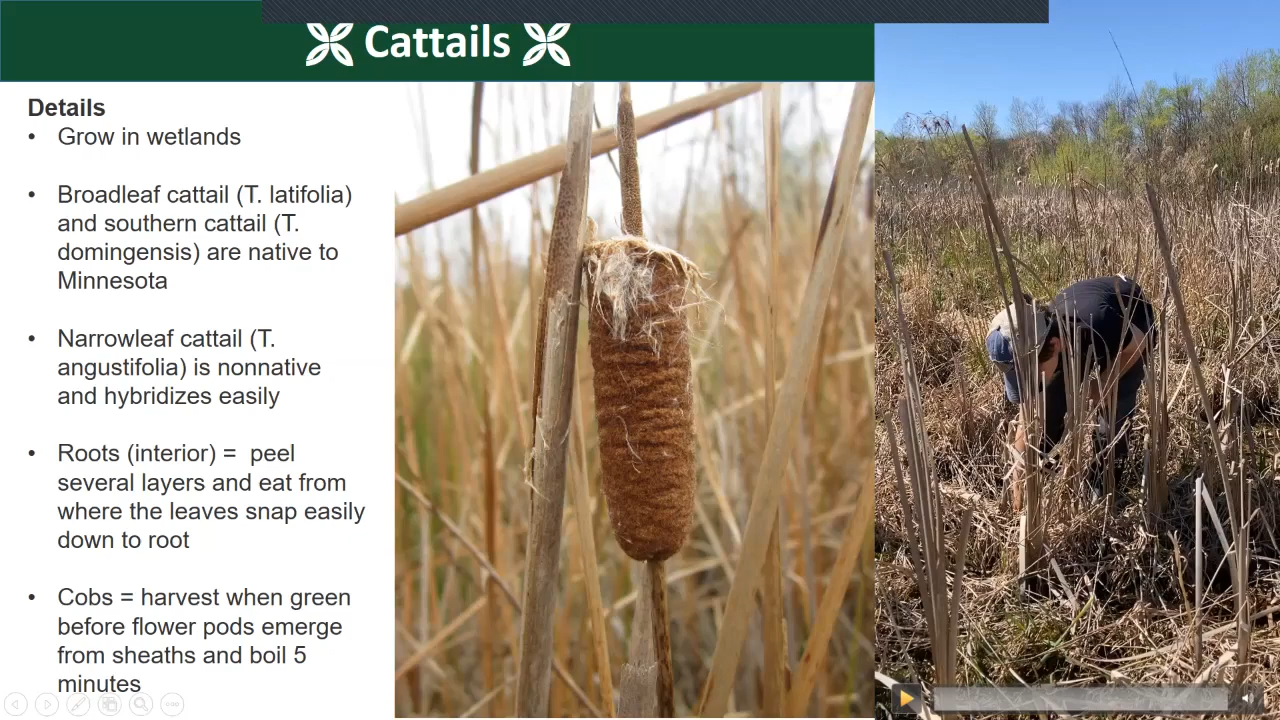 Cattails
Details
• Grow in wetlands
• Broadleaf cattail (T. latifolia)
and southern cattail (T.
domingensis) are native to
Minnesota
• Narrowleaf cattail (T.
angustifolia) is nonnative
and hybridizes easily
• Roots (interior) = peel
several layers and eat from
where the leaves snap easily
down to root
• Cobs = harvest when green
before flower pods emerge
from sheaths and boil 5
minutes